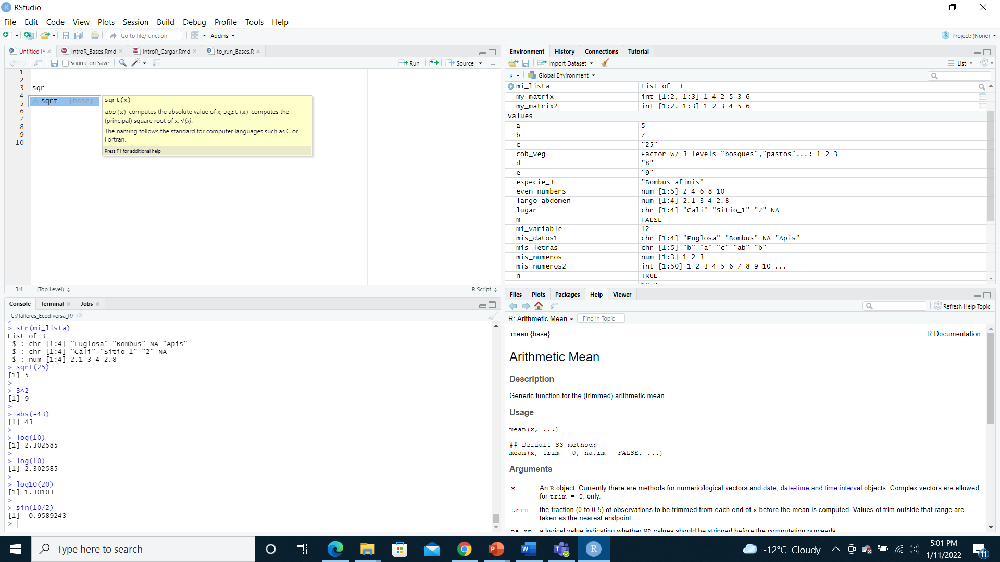 RStudio
File Edit Code View Plots Session Build Debug Profile Tools Help
Go to file/function Addins Project: (None)
Untitled1* IntroR_Bases.Rmd IntroR_Cargar.Rmd to_run_Bases.R
Source on Save Run Source
1
2
3 sqr
4
5
6
7
8
9
10
sqrt {base}
sqrt(x)
abs(x) computes the absolute value of x, sqrt(x) computes the
(principal) square root of x, √{x}.
The naming follows the standard for computer languages such as C or
Fortran.
Press F1 for additional help
3:4 (Top Level) R Script
Console Terminal Jobs
C:/Talleres_Ecodiversa_R/
> str(mi_lista)
List of 3
$ : chr [1:4] "Euglosa" "Bombus" NA "Apis"
$ : chr [1:4] "Cali" "Sitio_1" "2" NA
$ : num [1:4] 2.1 3 4 2.8
> sqrt(25)
[1] 5
>
> 3^2
[1] 9
>
> abs(-43)
[1] 43
>
> log(10)
[1] 2.302585
>
> log(10)
[1] 2.302585
>
> log10(20)
[1] 1.30103
>
> sin(10/2)
[1] -0.9589243
>
Environment History Connections Tutorial
Import Dataset List
R Global Environment
mi_lista List of 3
my_matrix int [1:2, 1:3] 1 4 2 5 3 6
my_matrix2 int [1:2, 1:3] 1 2 3 4 5 6
Values
a 5
b 7
c "25"
cob_veg Factor w/ 3 levels "bosques","pastos",..: 1 2 3
d "8"
e "9"
especie_3 "Bombus afinis"
even_numbers num [1:5] 2 4 6 8 10
largo_abdomen num [1:4] 2.1 3 4 2.8
lugar chr [1:4] "Cali" "Sitio_1" "2" NA
m FALSE
mi_variable 12
mis_datos1 chr [1:4] "Euglosa" "Bombus" NA "Apis"
mis_letras chr [1:5] "b" "a" "c" "ab" "b"
mis_numeros num [1:3] 1 2 3
mis_numeros2 int [1:50] 1 2 3 4 5 6 7 8 9 10 ...
n TRUE
Files Plots Packages Help Viewer
Refresh Help Topic
R: Arithmetic Mean Find in Topic
mean {base} R Documentation
Arithmetic Mean
Description
Generic function for the (trimmed) arithmetic mean.
Usage
mean(x, ...)
## Default S3 method:
mean(x, trim = 0, na.rm = FALSE, ...)
Arguments
x An R object. Currently there are methods for numeric/logical vectors and date, date-time and time interval objects. Complex vectors are allowed
for trim = 0, only.
trim the fraction (0 to 0.5) of observations to be trimmed from each end of x before the mean is computed. Values of trim outside that range are
taken as the nearest endpoint.
na.rm a logical value indicating whether NA values should be stripped before the computation proceeds.
Type here to search
-12°C Cloudy
5:01 PM
1/11/2022
11